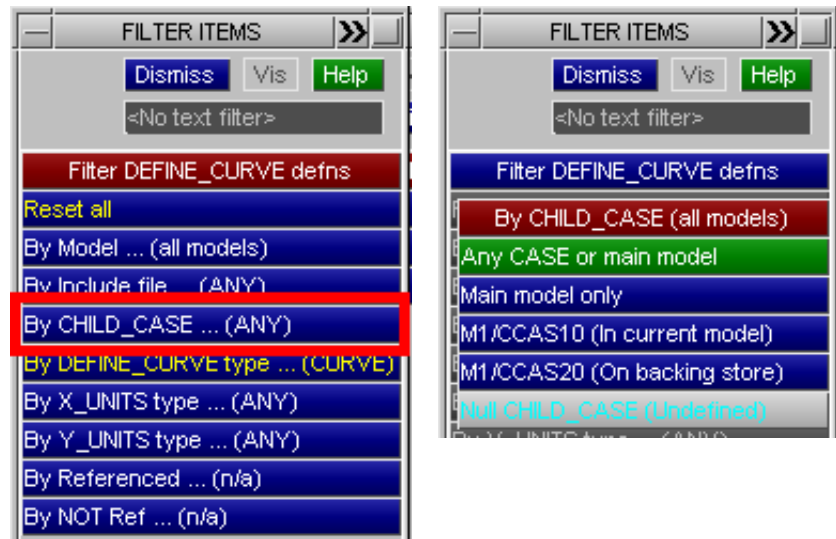 FILTER ITEMS
Dismiss Vis Help
<No text filter>
Filter DEFINE_CURVE defns
Reset all
By Model ... (all models)
By Include file ... (ANY)
By CHILD_CASE ... (ANY)
By DEFINE_CURVE type ... (CURVE)
By X_UNITS type ... (ANY)
By Y_UNITS type ... (ANY)
By Referenced ... (n/a)
By NOT Ref ... (n/a)
FILTER ITEMS
Dismiss Vis Help
<No text filter>
Filter DEFINE_CURVE defns
By CHILD_CASE (all models)
Any CASE or main model
Main model only
M1/CCAS10 (In current model)
M1/CCAS20 (On backing store)
Null CHILD_CASE (Undefined)